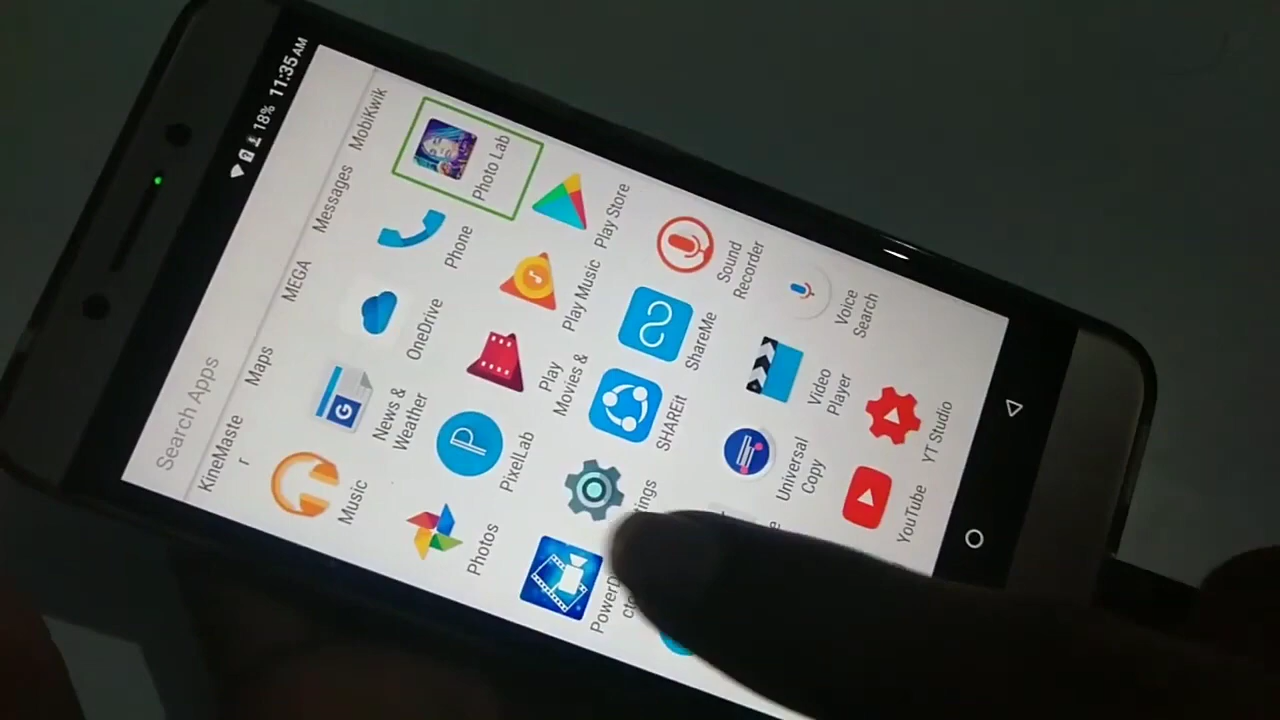 18% 11:35 AM
Search Apps
KineMaste
r
Maps
MEGA
Messages
MobiKwik
Music
News &
Weather
OneDrive
Phone
Photo Lab
Photos
PixelLab
Play
Movies &
Play Music
Play Store
SHAREit
ShareMe
Sound
Recorder
Universal
Copy
Video
Player
Voice
Search
YouTube
YT Studio